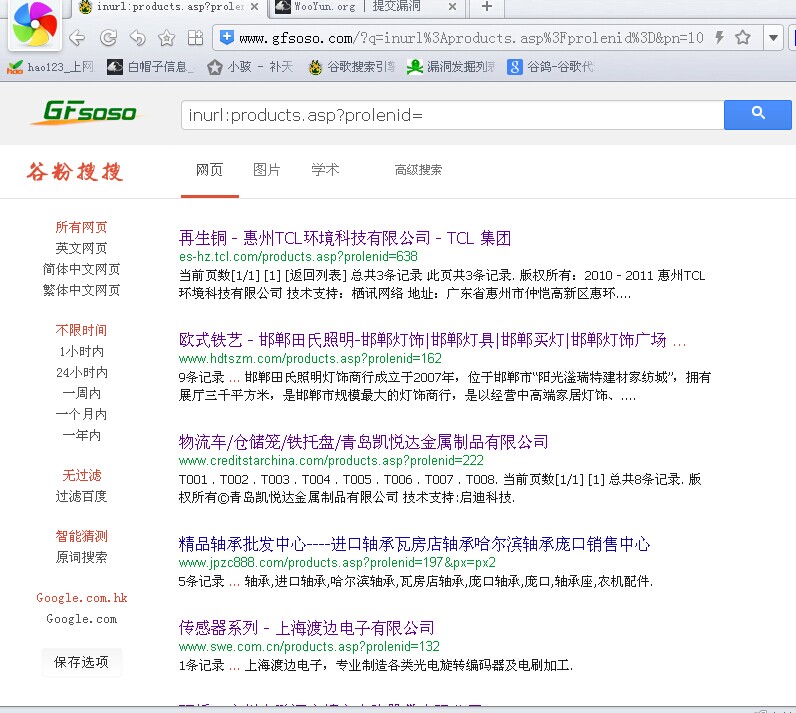 inurl:products.asp?proler
WooYun.org | 提交漏洞
www.gfsoso.com/?q=inurl%3Aproducts.asp%3Fprolenid%3D&pn=10
hao123_上网
白帽子信息_
小孩 - 补天
谷歌搜索引擎
漏洞发掘列
谷鸽-谷歌代
GFsoso
inurl:products.asp?prolenid=
谷粉搜搜
网页
图片
学术
高级搜索
所有网页
英文网页
简体中文网页
繁体中文网页
不限时间
1小时内
24小时内
一周内
一个月内
一年内
无过滤
过滤百度
智能猜测
原词搜索
Google.com.hk
Google.com
保存选项
再生铜 - 惠州TCL环境科技有限公司 - TCL 集团
es-hz.tcl.com/products.asp?prolenid=638
当前页数[1/1] [1] [返回列表] 总共3条记录 此页共3条记录. 版权所有：2010 - 2011 惠州TCL
环境科技有限公司 技术支持：栖讯网络 地址：广东省惠州市仲恺高新区惠环....
欧式铁艺 - 邯郸田氏照明-邯郸灯饰|邯郸灯具|邯郸买灯|邯郸灯饰广场 ...
www.hdtszm.com/products.asp?prolenid=162
9条记录 ... 邯郸田氏照明灯饰商行成立于2007年，位于邯郸市“阳光滏瑞特建材家纺城”，拥有
展厅三千平方米，是邯郸市规模最大的灯饰商行，是以经营中高端家居灯饰、....
物流车/仓储笼/铁托盘/青岛凯悦达金属制品有限公司
www.creditstarchina.com/products.asp?prolenid=222
T001 . T002 . T003 . T004 . T005 . T006 . T007 . T008. 当前页数[1/1] [1] 总共8条记录. 版
权所有©青岛凯悦达金属制品有限公司 技术支持:启迪科技.
精品轴承批发中心----进口轴承瓦房店轴承哈尔滨轴承庞口销售中心
www.jpzc888.com/products.asp?prolenid=197&px=px2
5条记录 ... 轴承,进口轴承,哈尔滨轴承,瓦房店轴承,庞口轴承,庞口,轴承座,农机配件.
传感器系列 - 上海渡边电子有限公司
www.swe.com.cn/products.asp?prolenid=132
1条记录 ... 上海渡边电子，专业制造各类光电旋转编码器及电刷加工.